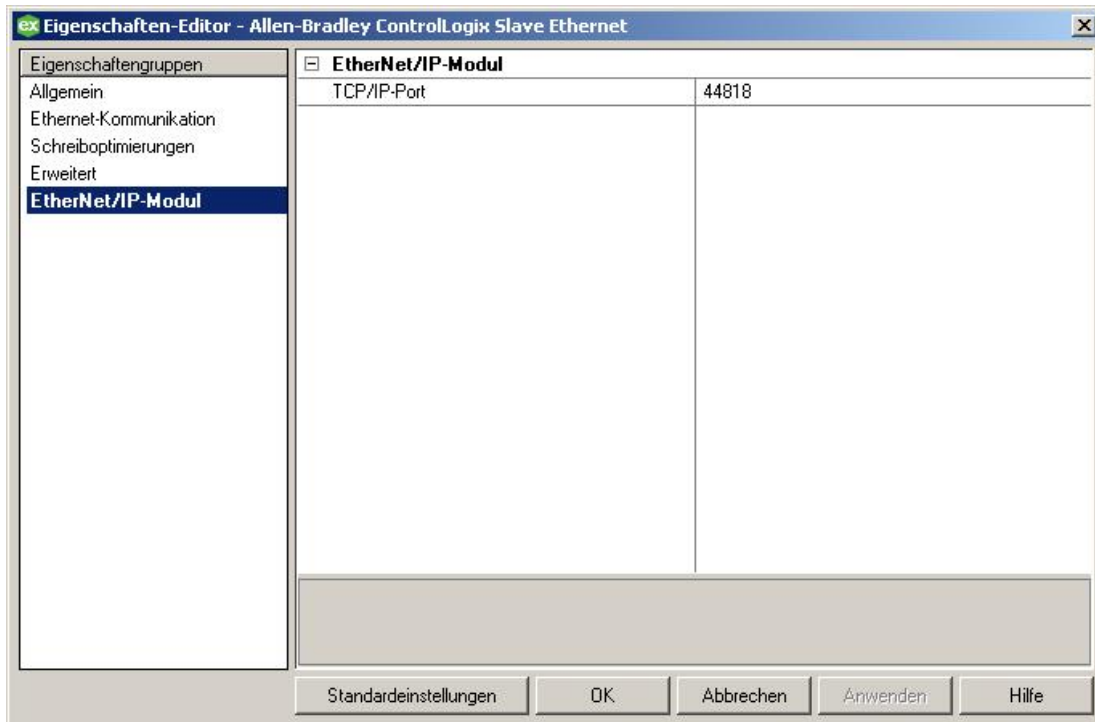 ex Eigenschaften-Editor - Allen-Bradley ControlLogix Slave Ethernet
Eigenschaftengruppen
Allgemein
Ethernet-Kommunikation
Schreiboptimierungen
Erweitert
EtherNet/IP-Modul
EtherNet/IP-Modul
TCP/IP-Port 44818
Standardeinstellungen OK Abbrechen Anwenden Hilfe